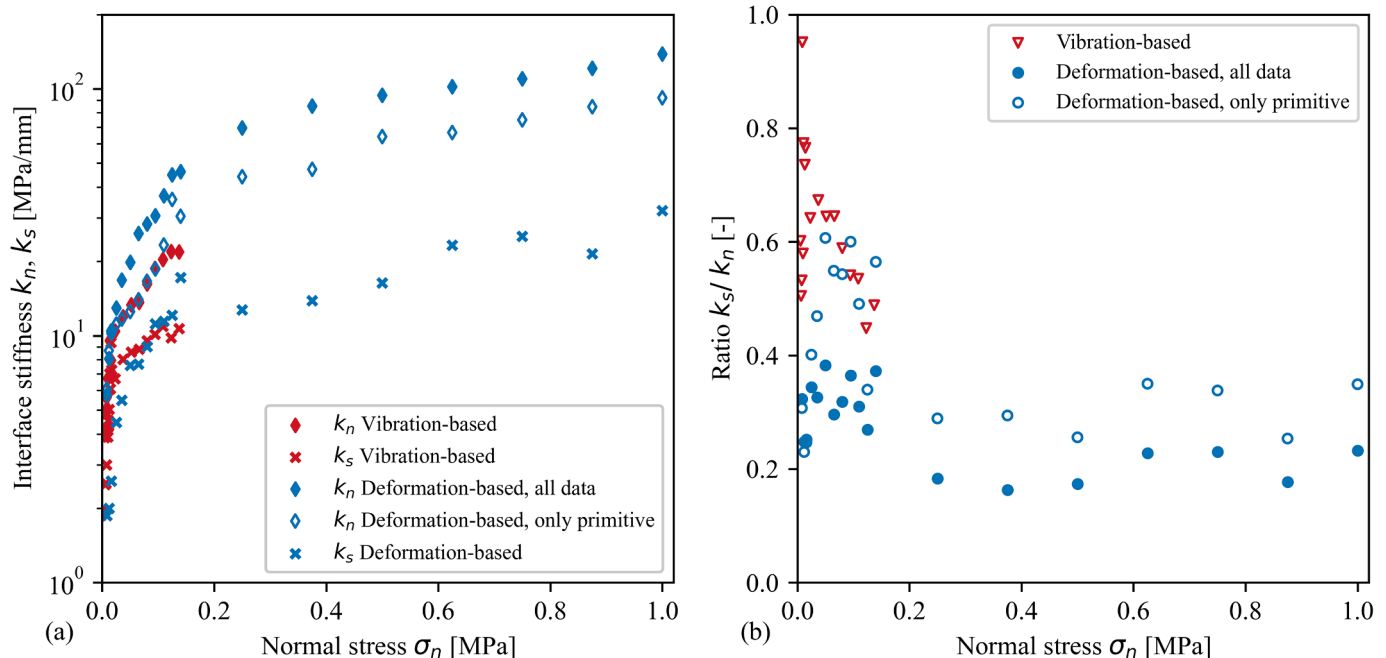 10²
10¹
10⁰
Interface stiffness kₙ, kₛ [MPa/mm]
kₙ Vibration-based
kₛ Vibration-based
kₙ Deformation-based, all data
kₙ Deformation-based, only primitive
kₛ Deformation-based
0.0 0.2 0.4 0.6 0.8 1.0
(a) Normal stress σₙ [MPa]
1.0
0.8
0.6
0.4
0.2
0.0
Ratio kₛ/kₙ [-]
Vibration-based
Deformation-based, all data
Deformation-based, only primitive
0.0 0.2 0.4 0.6 0.8 1.0
(b) Normal stress σₙ [MPa]